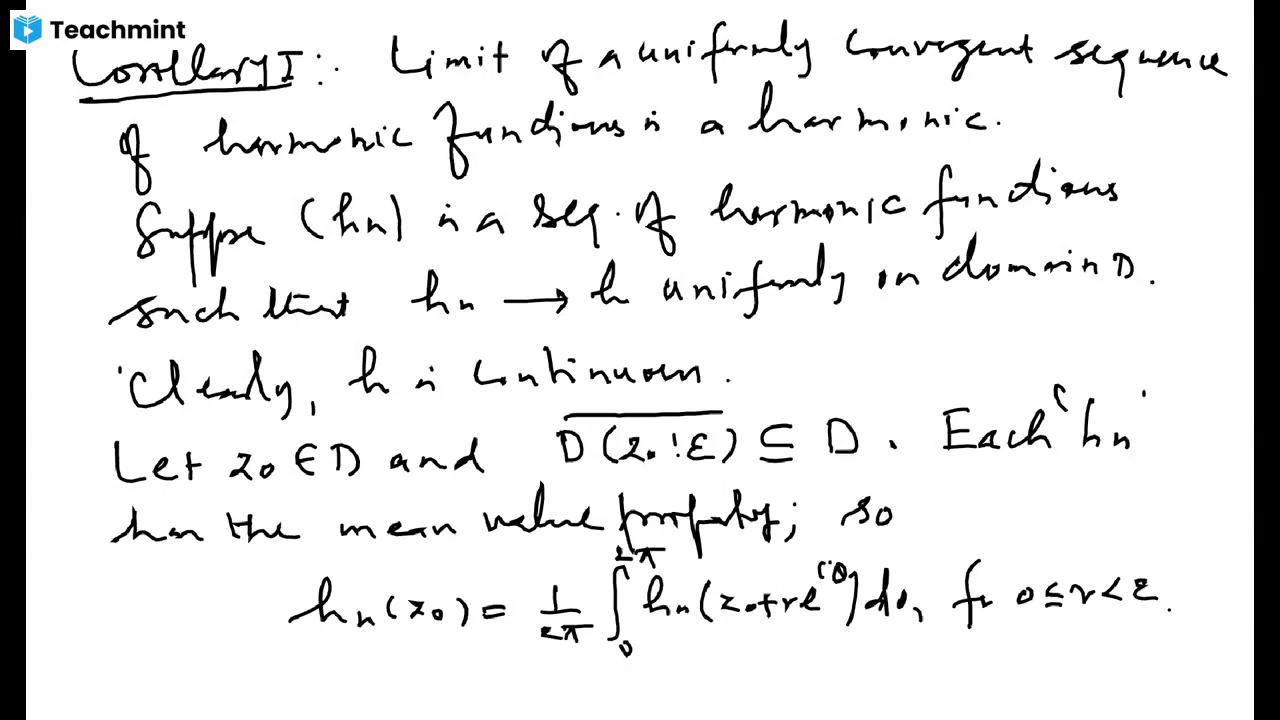 Teachmint
Corollary I:. Limit of a uniformly convergent sequence
of harmonic functions is a harmonic.
Suppose (hn) is a seq. of harmonic functions
such that hn → h uniformly on domain D.
Clearly, h is continuous.
Let z₀ ∈ D and \overline{D(z₀;ε)} ⊆ D. Each 'hn'
has the mean value property; so
hn(z₀) = 1/2π ∫₀^{2π} hn(z₀+re^{iθ})dθ, for 0≤r<ε.